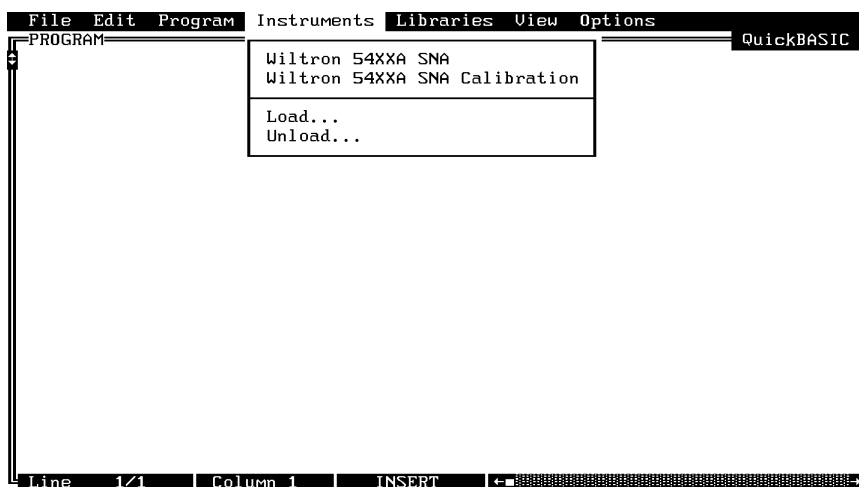 File Edit Program Instruments Libraries View Options
PROGRAM
QuickBASIC
Wiltron 54XXA SNA
Wiltron 54XXA SNA Calibration
Load...
Unload...
Line 1/1 Column 1 INSERT